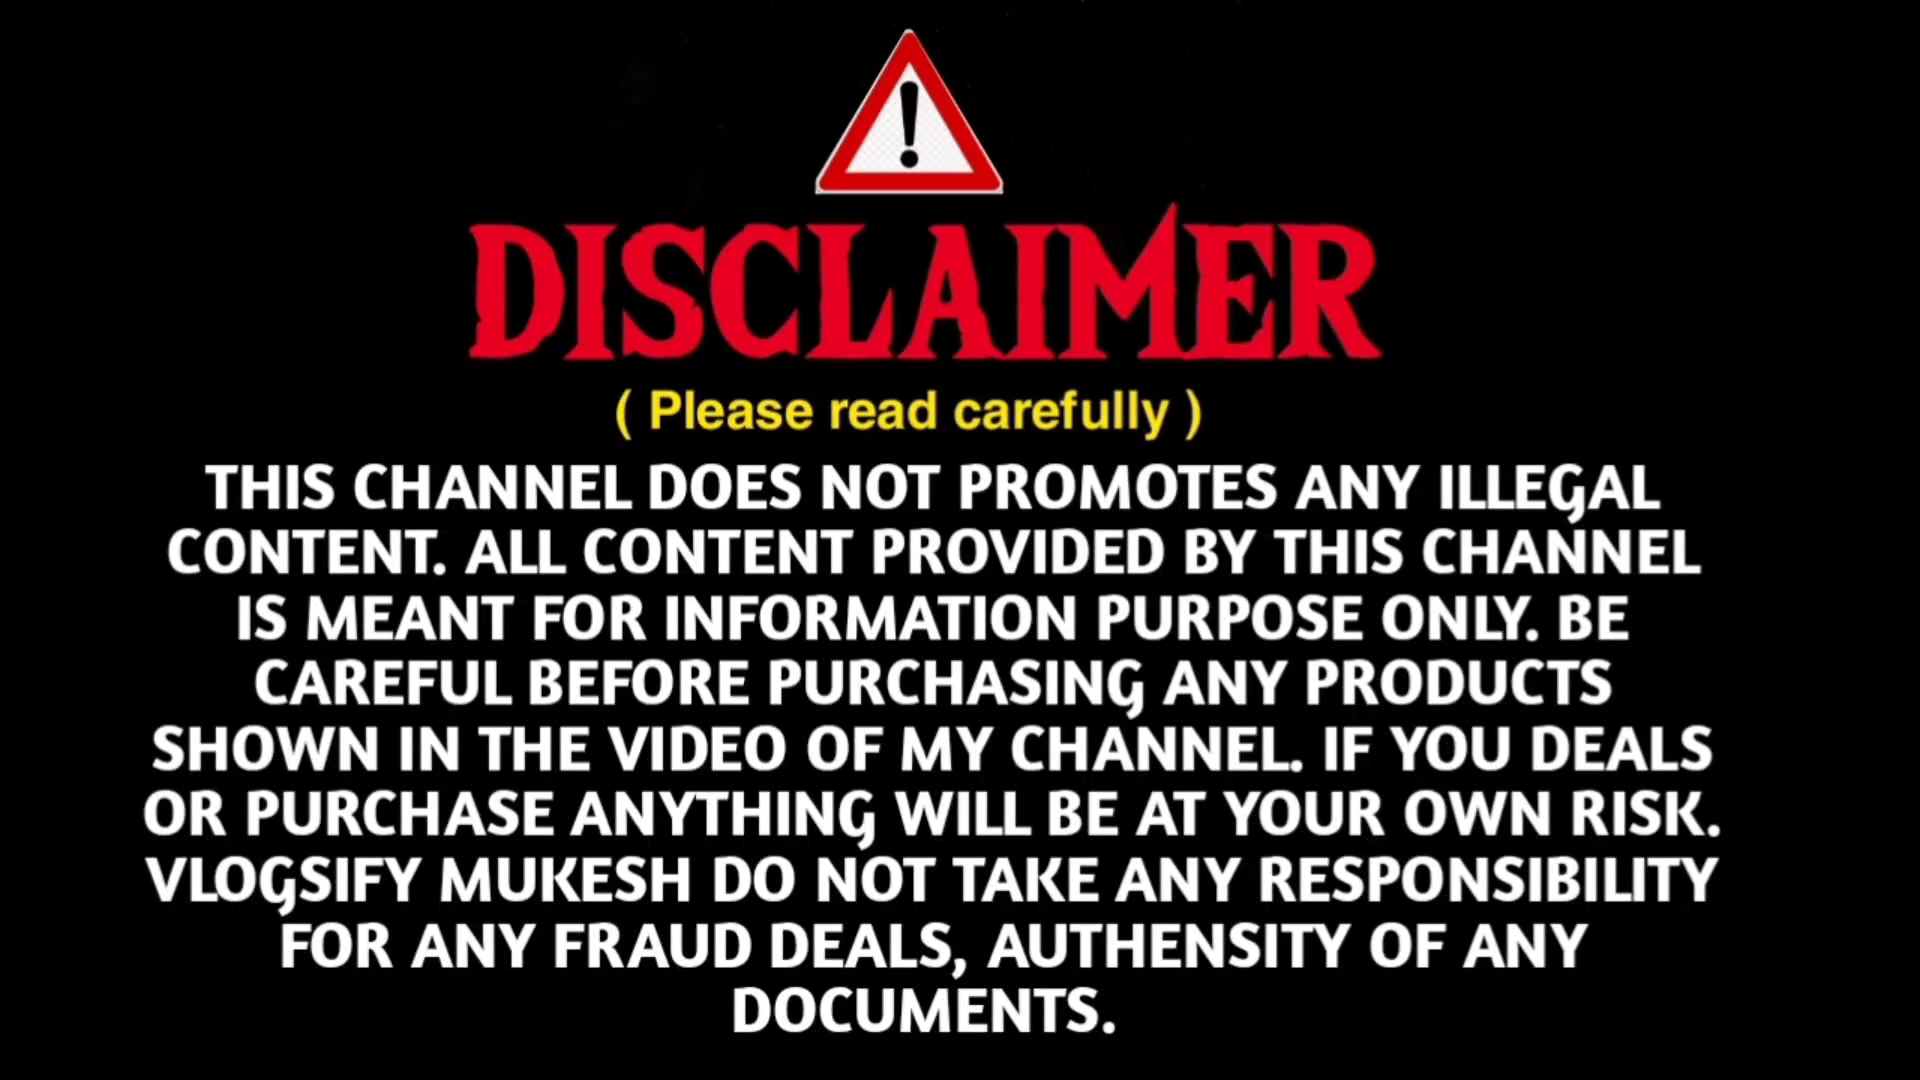 DISCLAIMER
( Please read carefully )
THIS CHANNEL DOES NOT PROMOTES ANY ILLEGAL
CONTENT. ALL CONTENT PROVIDED BY THIS CHANNEL
IS MEANT FOR INFORMATION PURPOSE ONLY. BE
CAREFUL BEFORE PURCHASING ANY PRODUCTS
SHOWN IN THE VIDEO OF MY CHANNEL. IF YOU DEALS
OR PURCHASE ANYTHING WILL BE AT YOUR OWN RISK.
VLOGSIFY MUKESH DO NOT TAKE ANY RESPONSIBILITY
FOR ANY FRAUD DEALS, AUTHENSITY OF ANY
DOCUMENTS.